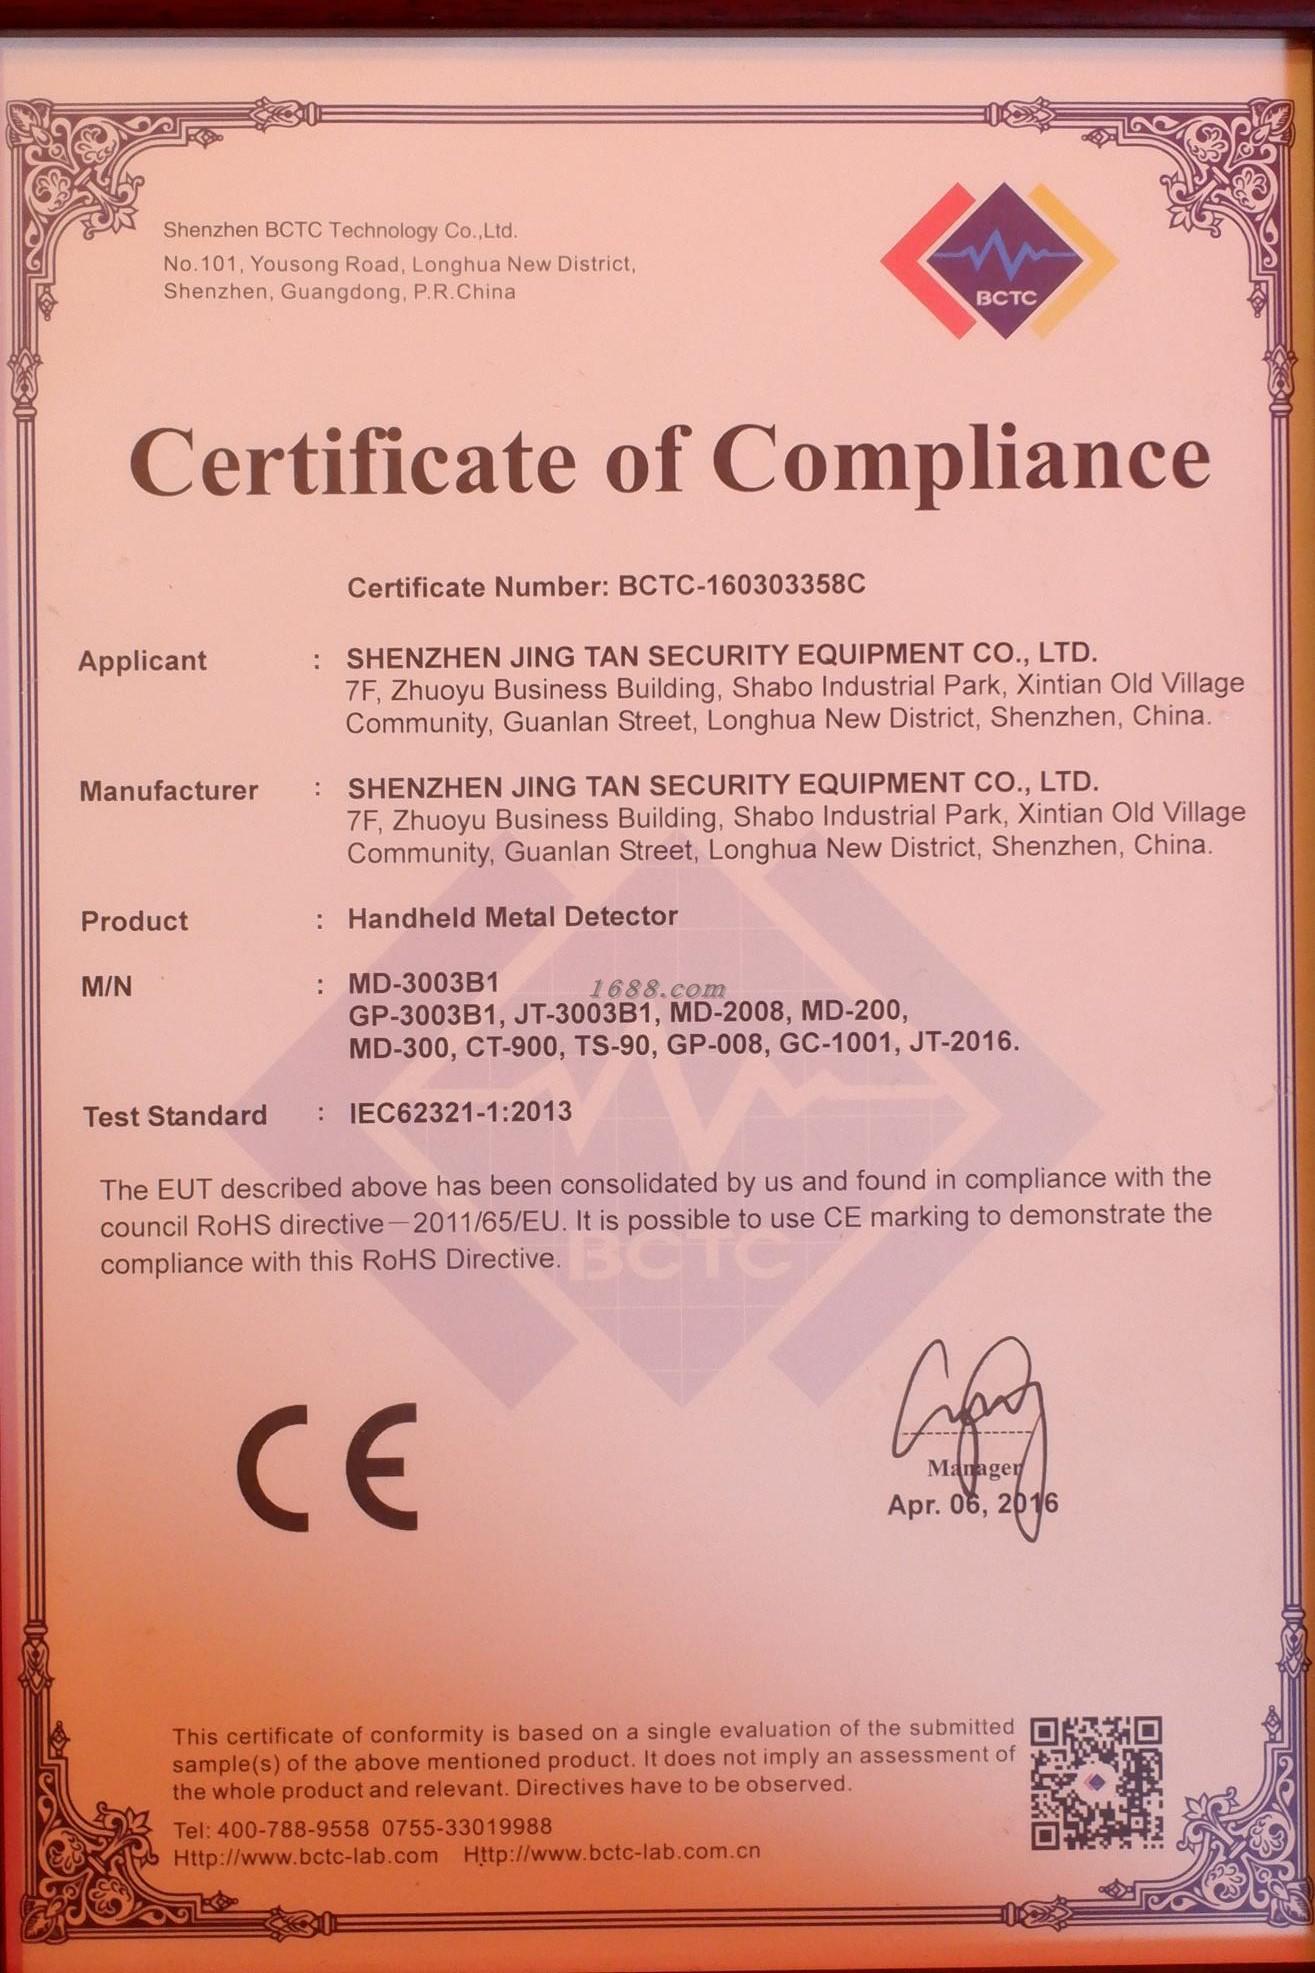 Shenzhen BCTC Technology Co.,Ltd.
No.101, Yousong Road, Longhua New District,
Shenzhen, Guangdong, P.R.China
BCTC
Certificate of Compliance
Certificate Number: BCTC-160303358C
Applicant : SHENZHEN JING TAN SECURITY EQUIPMENT CO., LTD.
7F, Zhuoyu Business Building, Shabo Industrial Park, Xintian Old Village
Community, Guanlan Street, Longhua New District, Shenzhen, China.
Manufacturer : SHENZHEN JING TAN SECURITY EQUIPMENT CO., LTD.
7F, Zhuoyu Business Building, Shabo Industrial Park, Xintian Old Village
Community, Guanlan Street, Longhua New District, Shenzhen, China.
Product : Handheld Metal Detector
M/N : MD-3003B1
1688.com
GP-3003B1, JT-3003B1, MD-2008, MD-200,
MD-300, CT-900, TS-90, GP-008, GC-1001, JT-2016.
Test Standard : IEC62321-1:2013
The EUT described above has been consolidated by us and found in compliance with the
council RoHS directive－2011/65/EU. It is possible to use CE marking to demonstrate the
compliance with this RoHS Directive.
BCTC
CE
Manager
Apr. 06, 2016
This certificate of conformity is based on a single evaluation of the submitted
sample(s) of the above mentioned product. It does not imply an assessment of
the whole product and relevant. Directives have to be observed.
Tel: 400-788-9558 0755-33019988
Http://www.bctc-lab.com Http://www.bctc-lab.com.cn